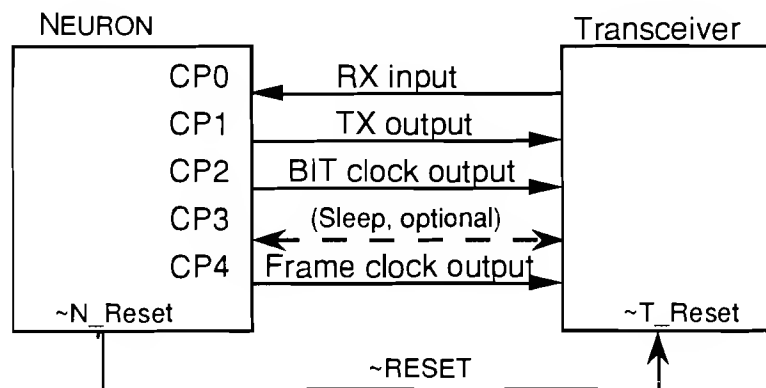 NEURON
Transceiver
CP0
RX input
CP1
TX output
CP2
BIT clock output
CP3
(Sleep, optional)
CP4
Frame clock output
~N_Reset
~T_Reset
~RESET